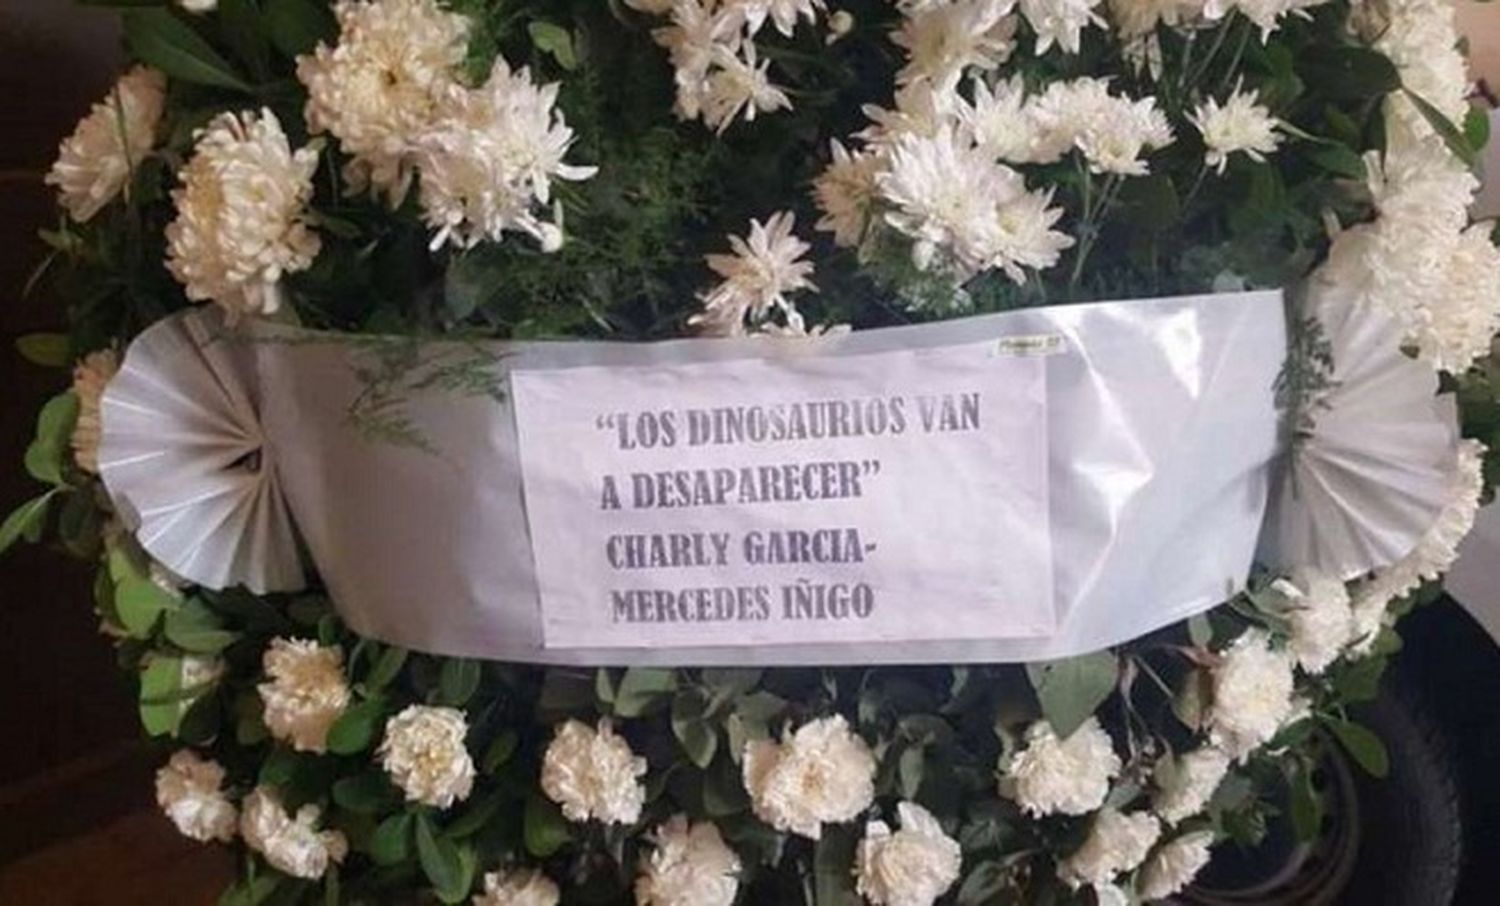 “LOS DINOSAURIOS VAN
A DESAPARECER”
CHARLY GARCIA-
MERCEDES IÑIGO